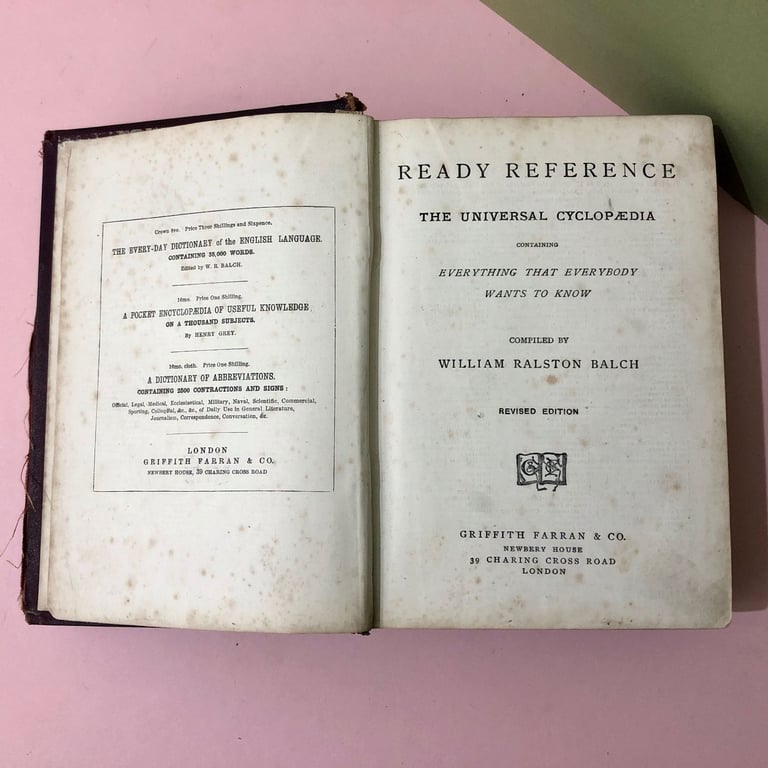 Crown 8vo. Price Three Shillings and Sixpence.
THE EVERY-DAY DICTIONARY of the ENGLISH LANGUAGE.
CONTAINING 35,000 WORDS.
Edited by W. R. BALCH.
16mo. Price One Shilling.
A POCKET ENCYCLOPÆDIA OF USEFUL KNOWLEDGE
ON A THOUSAND SUBJECTS.
By HENRY GREY.
16mo, cloth. Price One Shilling.
A DICTIONARY OF ABBREVIATIONS.
CONTAINING 2500 CONTRACTIONS AND SIGNS:
Official, Legal, Medical, Ecclesiastical, Military, Naval, Scientific, Commercial,
Sporting, Colloquial, &c., &c., of Daily Use in General Literature,
Journalism, Correspondence, Conversation, &c.
LONDON
GRIFFITH FARRAN & CO.
NEWBERY HOUSE, 39 CHARING CROSS ROAD
READY REFERENCE
THE UNIVERSAL CYCLOPÆDIA
CONTAINING
EVERYTHING THAT EVERYBODY
WANTS TO KNOW
COMPILED BY
WILLIAM RALSTON BALCH
REVISED EDITION
GRIFFITH FARRAN & CO.
NEWBERY HOUSE
39 CHARING CROSS ROAD
LONDON